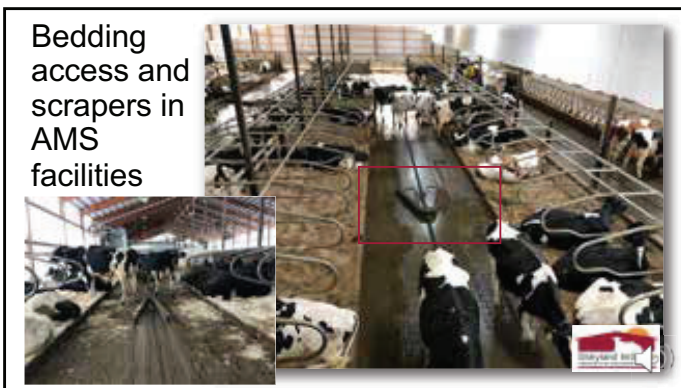 Bedding
access and
scrapers in
AMS
facilities